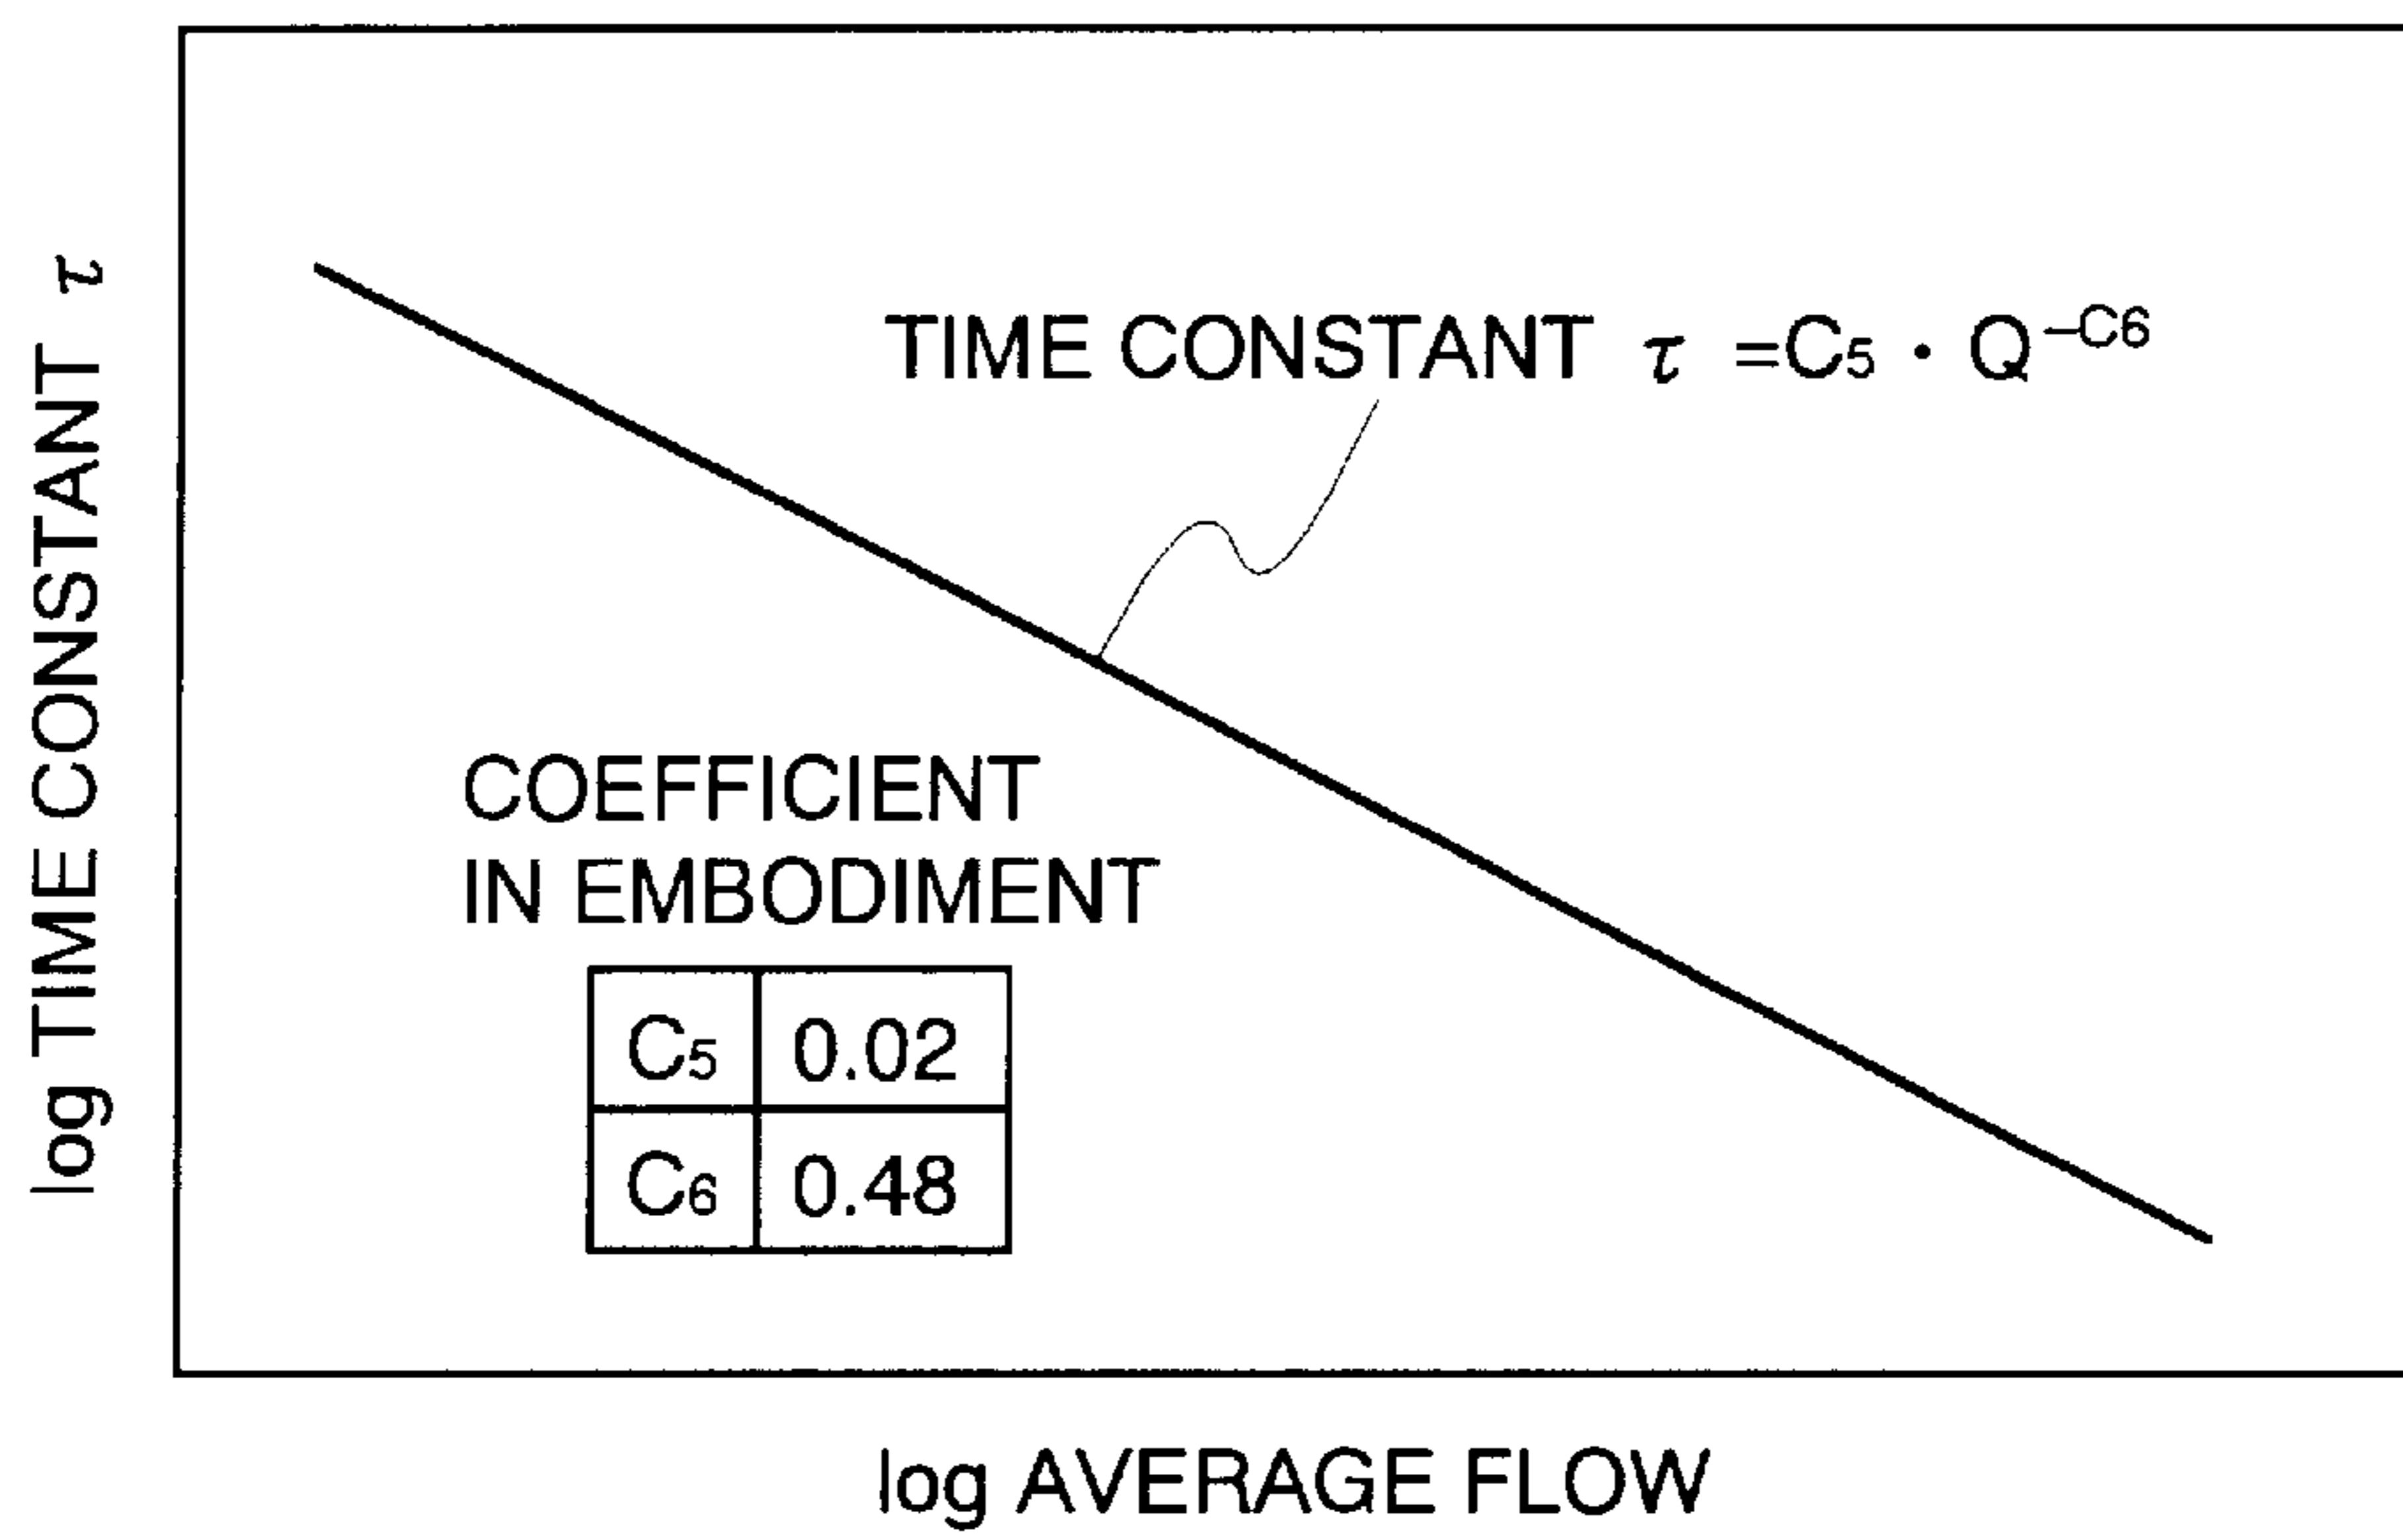 log TIME CONSTANT τ
TIME CONSTANT τ =C5 · Q^-C6
COEFFICIENT
IN EMBODIMENT
C5 0.02
C6 0.48
log AVERAGE FLOW